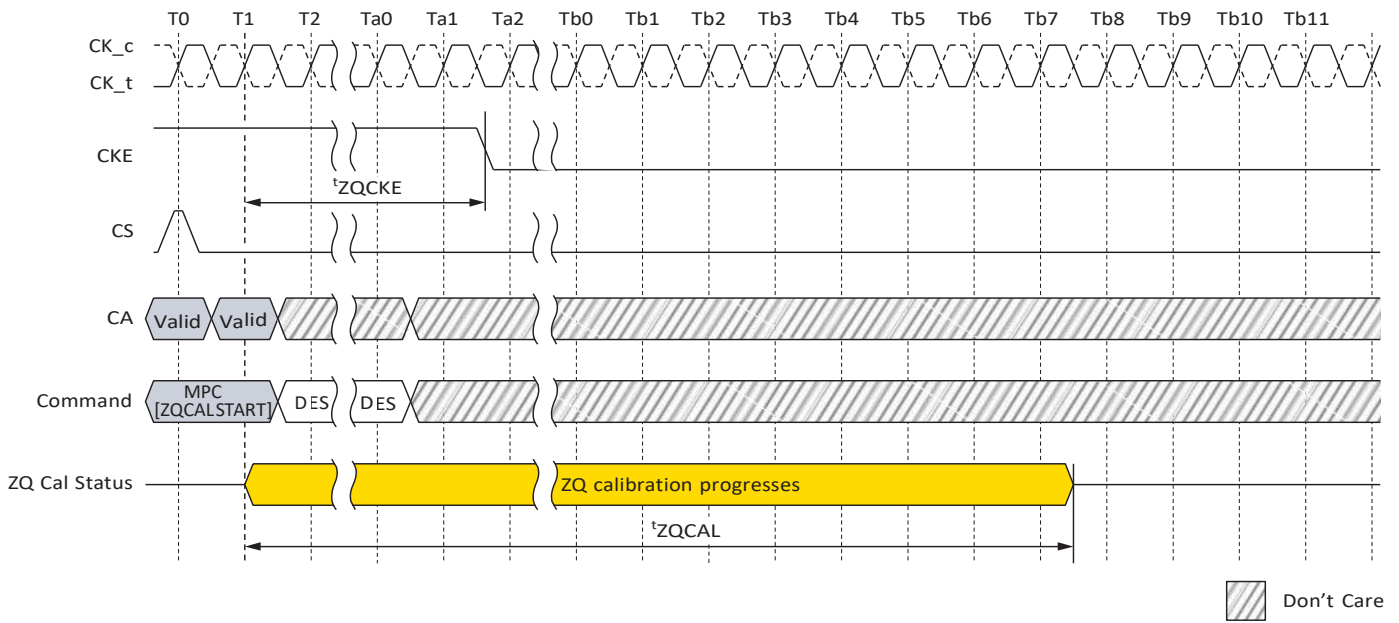 T0 T1 T2 Ta0 Ta1 Ta2 Tb0 Tb1 Tb2 Tb3 Tb4 Tb5 Tb6 Tb7 Tb8 Tb9 Tb10 Tb11
CK_c
CK_t
CKE
tZQCKE
CS
CA Valid Valid
Command MPC [ZQCALSTART] DES DES
ZQ Cal Status ZQ calibration progresses
tZQCAL
Don't Care